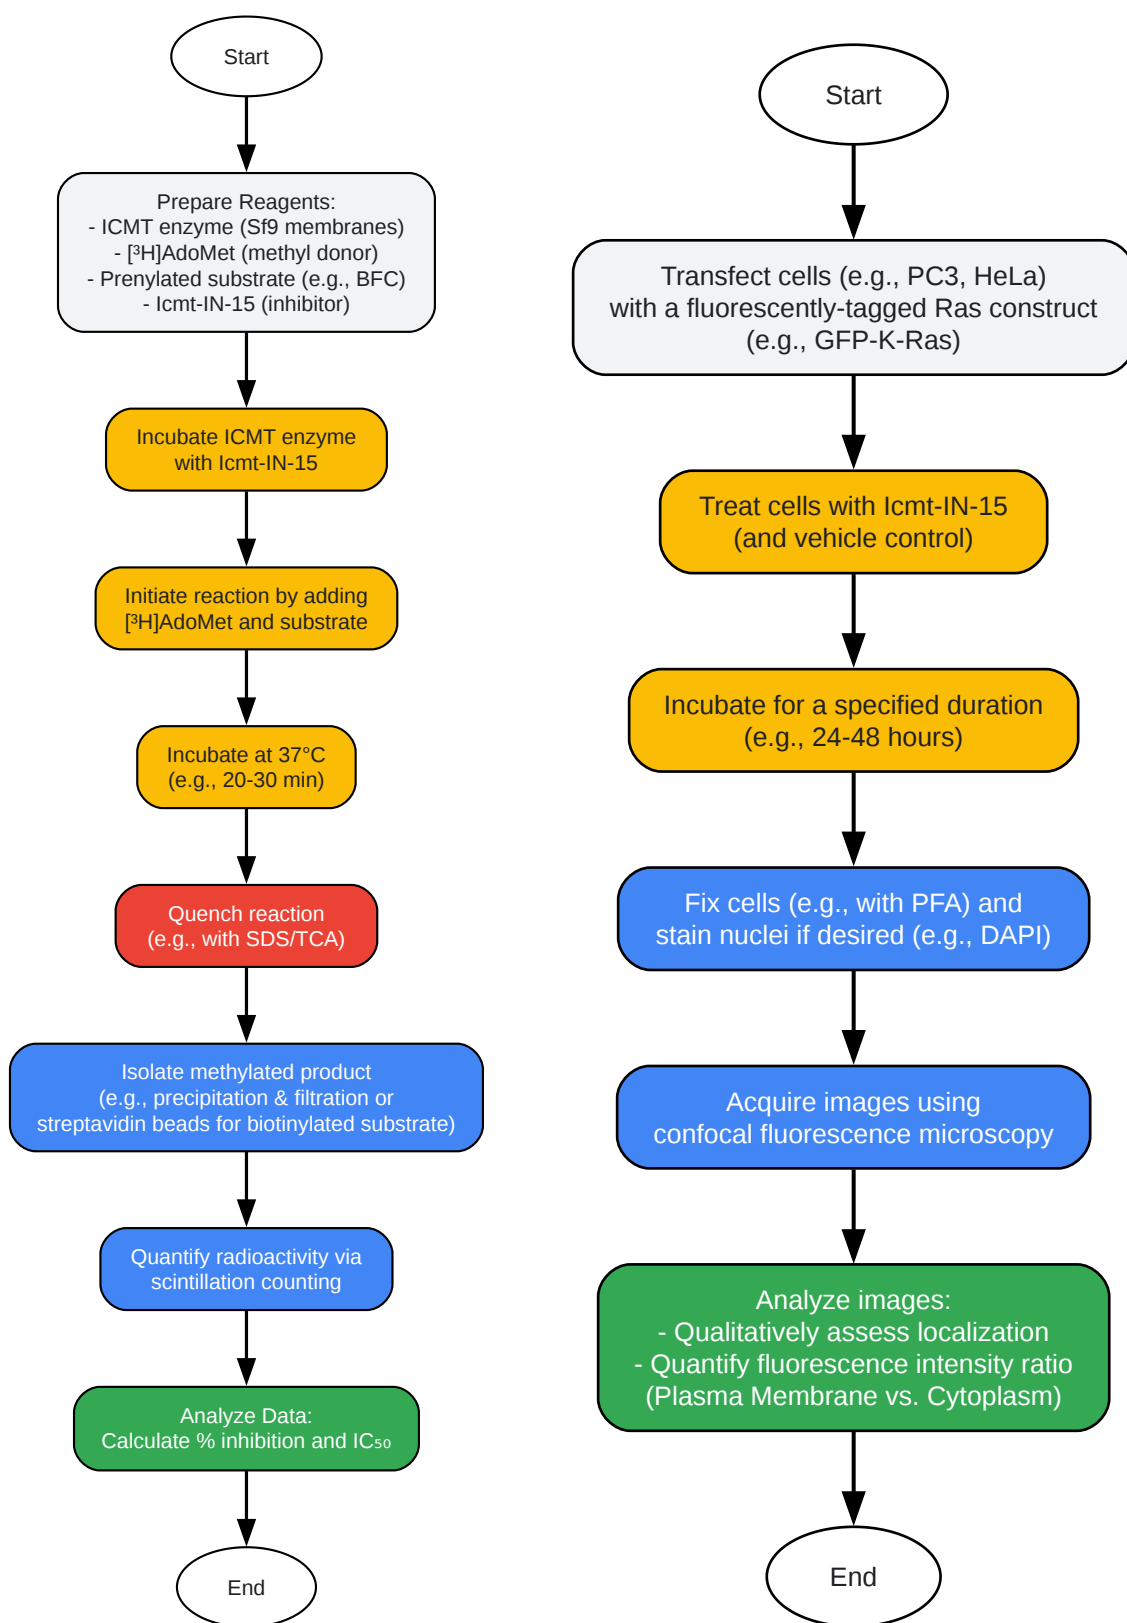 Start
Prepare Reagents:
- ICMT enzyme (Sf9 membranes)
- [³H]AdoMet (methyl donor)
- Prenylated substrate (e.g., BFC)
- Icmt-IN-15 (inhibitor)
Incubate ICMT enzyme
with Icmt-IN-15
Initiate reaction by adding
[³H]AdoMet and substrate
Incubate at 37°C
(e.g., 20-30 min)
Quench reaction
(e.g., with SDS/TCA)
Isolate methylated product
(e.g., precipitation & filtration or
streptavidin beads for biotinylated substrate)
Quantify radioactivity via
scintillation counting
Analyze Data:
Calculate % inhibition and IC₅₀
End
Start
Transfect cells (e.g., PC3, HeLa)
with a fluorescently-tagged Ras construct
(e.g., GFP-K-Ras)
Treat cells with Icmt-IN-15
(and vehicle control)
Incubate for a specified duration
(e.g., 24-48 hours)
Fix cells (e.g., with PFA) and
stain nuclei if desired (e.g., DAPI)
Acquire images using
confocal fluorescence microscopy
Analyze images:
- Qualitatively assess localization
- Quantify fluorescence intensity ratio
(Plasma Membrane vs. Cytoplasm)
End